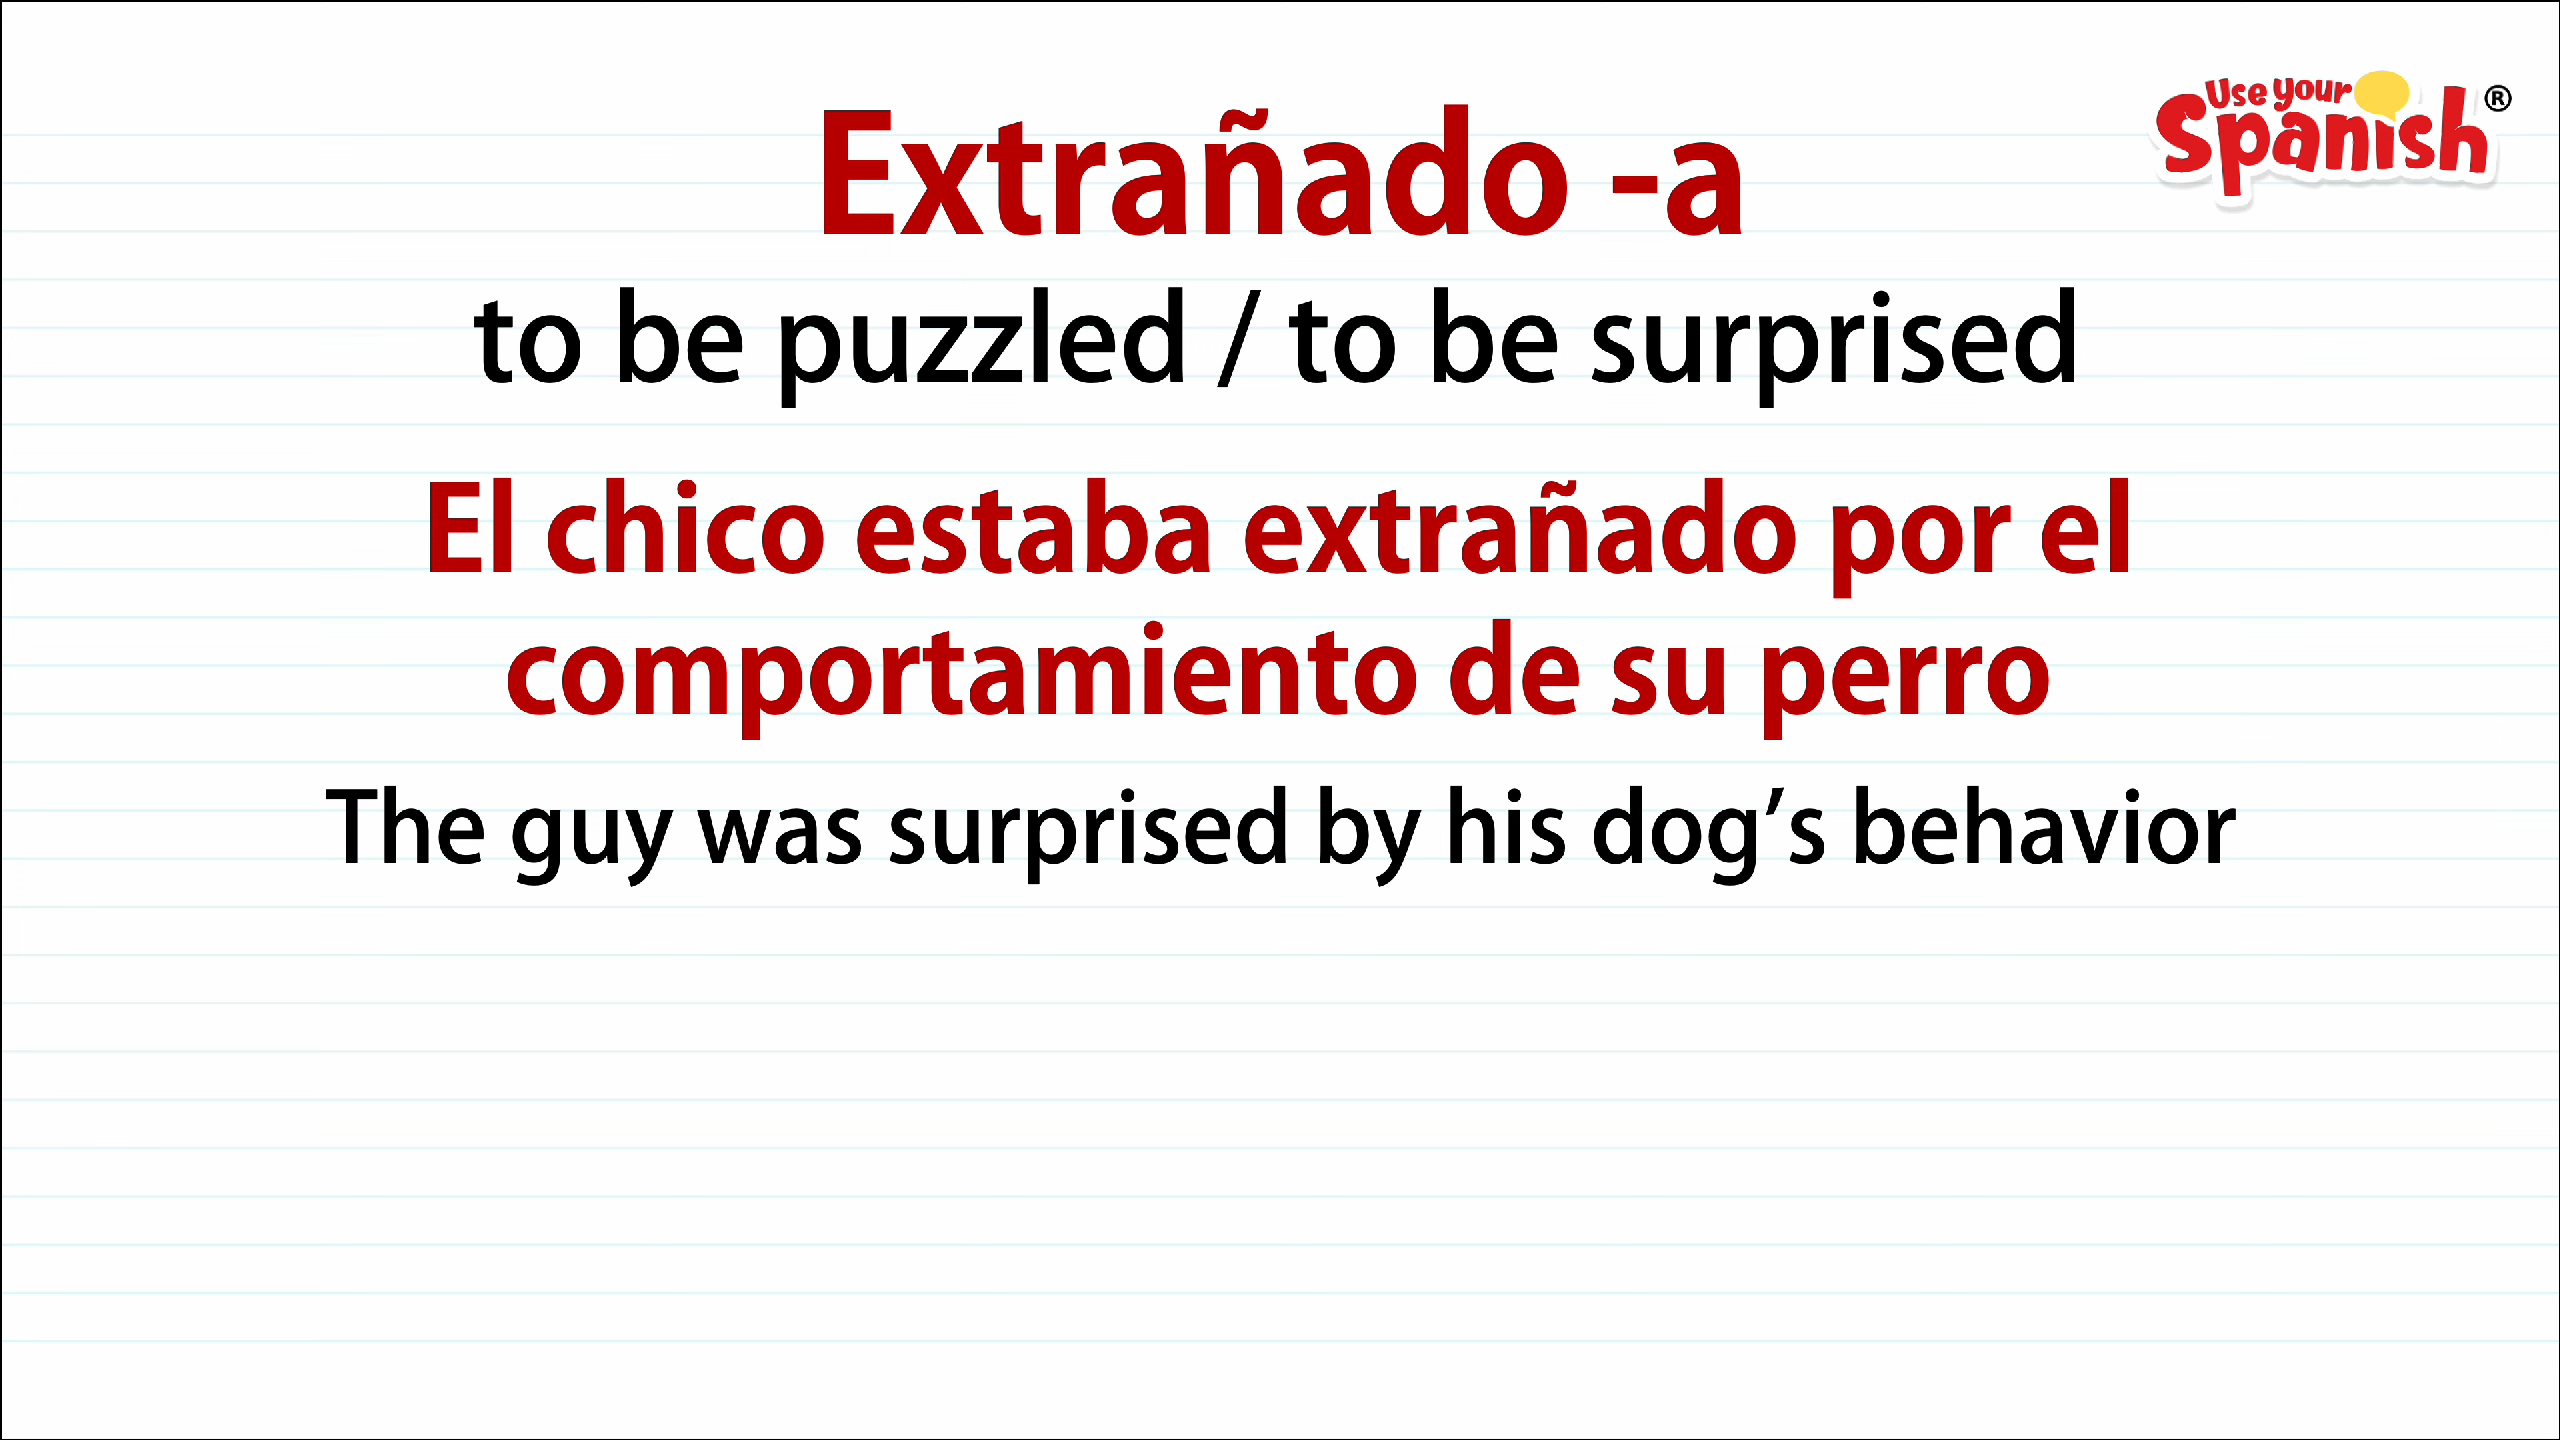 Extrañado -a
Use your
Spanish®
to be puzzled / to be surprised
El chico estaba extrañado por el
comportamiento de su perro
The guy was surprised by his dog’s behavior